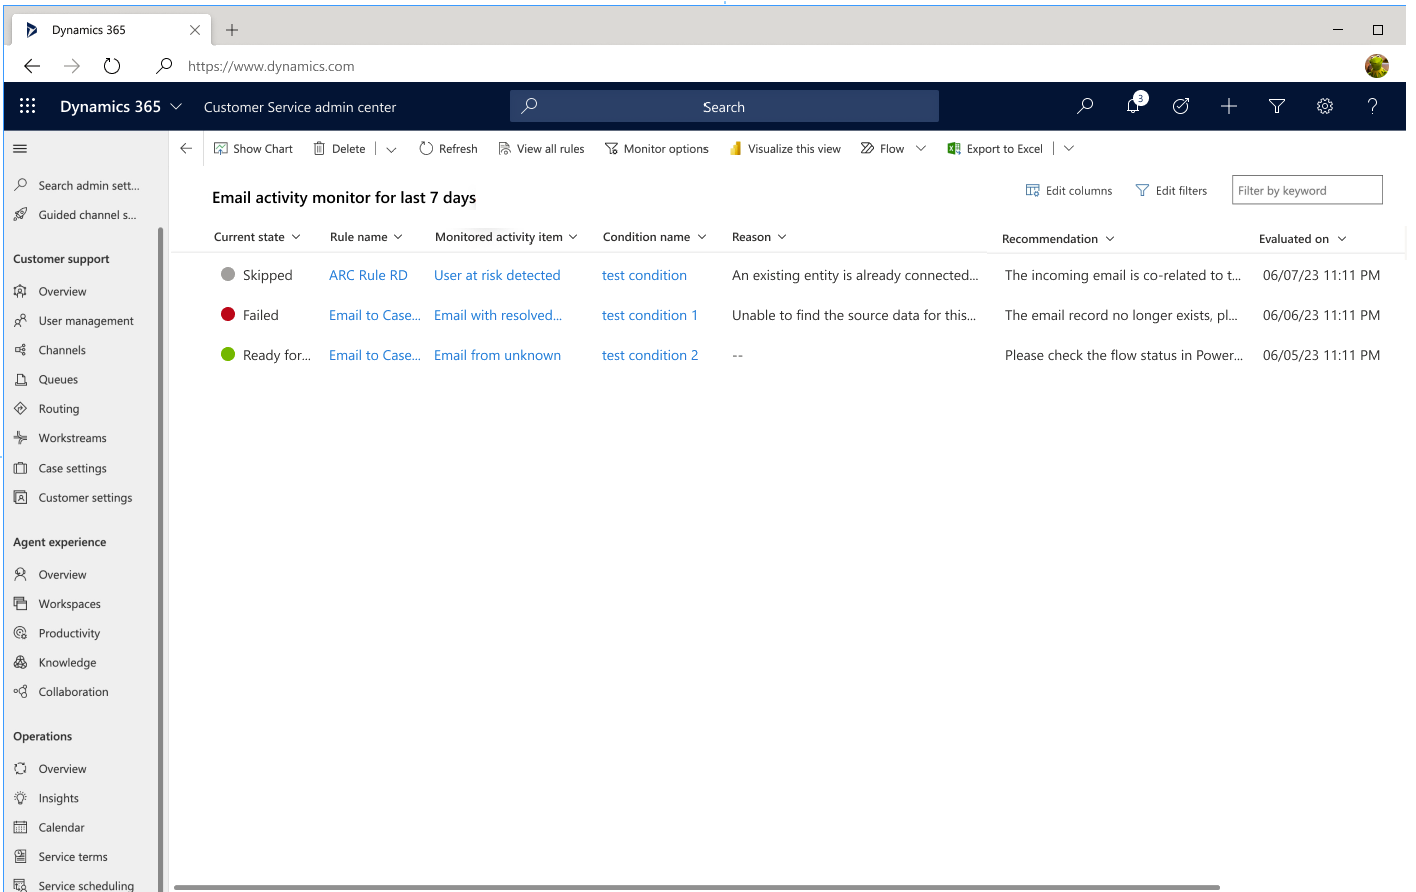 Dynamics 365
https://www.dynamics.com
Dynamics 365 Customer Service admin center Search 3 ?
Show Chart Delete Refresh View all rules Monitor options Visualize this view Flow Export to Excel
Search admin sett...
Guided channel s...
Customer support
Overview
User management
Channels
Queues
Routing
Workstreams
Case settings
Customer settings
Agent experience
Overview
Workspaces
Productivity
Knowledge
Collaboration
Operations
Overview
Insights
Calendar
Service terms
Service scheduling
Email activity monitor for last 7 days
Edit columns Edit filters Filter by keyword
Current state Rule name Monitored activity item Condition name Reason Recommendation Evaluated on
Skipped ARC Rule RD User at risk detected test condition An existing entity is already connected... The incoming email is co-related to t... 06/07/23 11:11 PM
Failed Email to Case... Email with resolved... test condition 1 Unable to find the source data for this... The email record no longer exists, pl... 06/06/23 11:11 PM
Ready for... Email to Case... Email from unknown test condition 2 -- Please check the flow status in Power... 06/05/23 11:11 PM